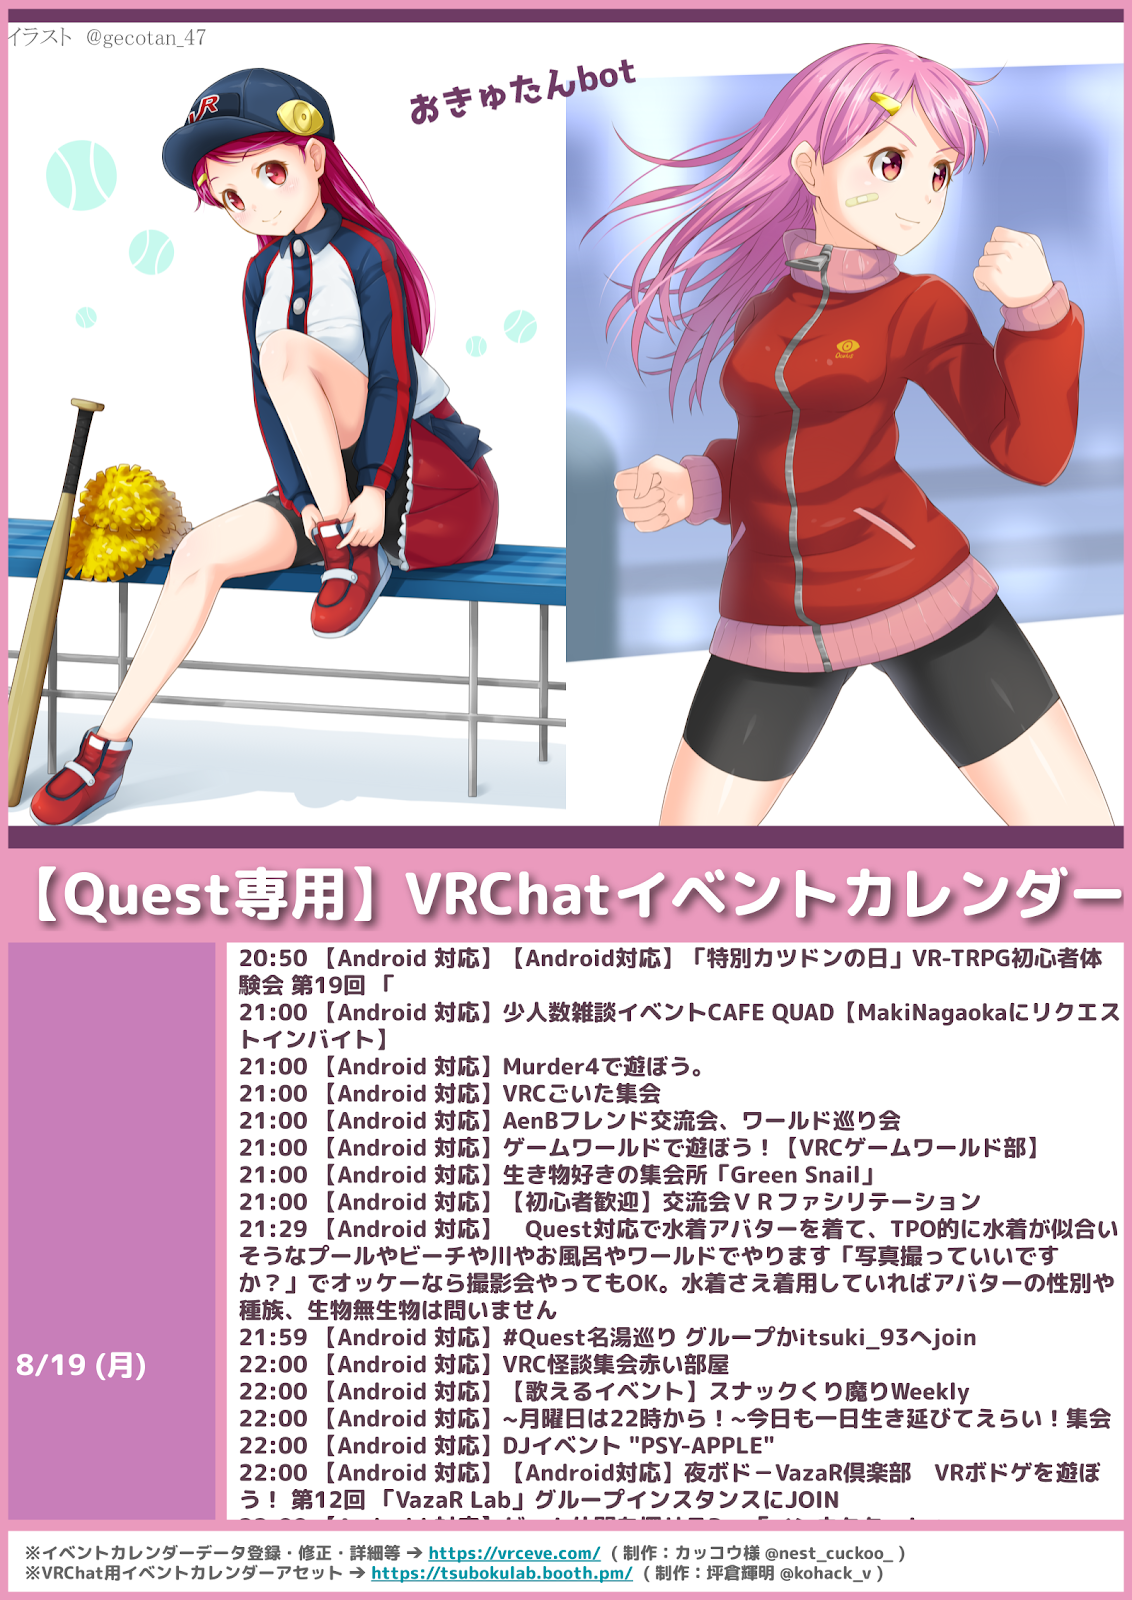 イラスト @gecotan_47
おきゅたんbot
VR
Quest
【Quest専用】VRChatイベントカレンダー
8/19 (月)
20:50 【Android 対応】【Android対応】「特別カツドンの日」VR-TRPG初心者体
験会 第19回 「
21:00 【Android 対応】少人数雑談イベントCAFE QUAD【MakiNagaokaにリクエス
トインバイト】
21:00 【Android 対応】Murder4で遊ぼう。
21:00 【Android 対応】VRCごいた集会
21:00 【Android 対応】AenBフレンド交流会、ワールド巡り会
21:00 【Android 対応】ゲームワールドで遊ぼう！【VRCゲームワールド部】
21:00 【Android 対応】生き物好きの集会所「Green Snail」
21:00 【Android 対応】【初心者歓迎】交流会ＶＲファシリテーション
21:29 【Android 対応】　Quest対応で水着アバターを着て、TPO的に水着が似合い
そうなプールやビーチや川やお風呂やワールドでやります「写真撮っていいです
か？」でオッケーなら撮影会やってもOK。水着さえ着用していればアバターの性別や
種族、生物無生物は問いません
21:59 【Android 対応】#Quest名湯巡り グループかitsuki_93へjoin
22:00 【Android 対応】VRC怪談集会赤い部屋
22:00 【Android 対応】【歌えるイベント】スナックくり魔りWeekly
22:00 【Android 対応】~月曜日は22時から！~今日も一日生き延びてえらい！集会
22:00 【Android 対応】DJイベント "PSY-APPLE"
22:00 【Android 対応】【Android対応】夜ボド－VazaR倶楽部　VRボドゲを遊ぼ
う！ 第12回 「VazaR Lab」グループインスタンスにJOIN
※イベントカレンダーデータ登録・修正・詳細等 → https://vrceve.com/ ( 制作：カッコウ様 @nest_cuckoo_ )
※VRChat用イベントカレンダーアセット → https://tsubokulab.booth.pm/ ( 制作：坪倉輝明 @kohack_v )